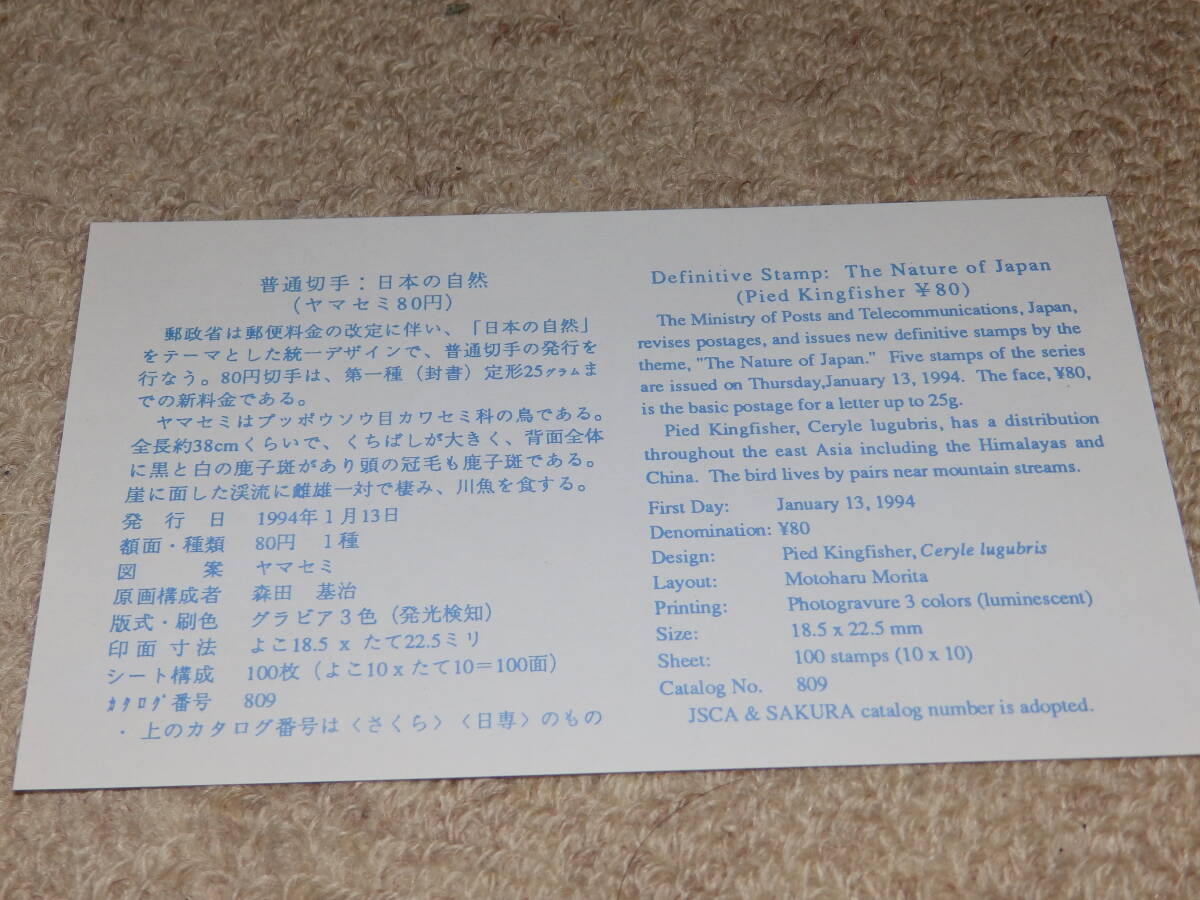 普通切手：日本の自然
（ヤマセミ80円）
郵政省は郵便料金の改定に伴い、「日本の自然」
をテーマとした統一デザインで、普通切手の発行を
行なう。80円切手は、第一種（封書）定形25グラムま
での新料金である。
ヤマセミはブッポウソウ目カワセミ科の鳥である。
全長約38cmくらいで、くちばしが大きく、背面全体
に黒と白の鹿子斑があり頭の冠毛も鹿子斑である。
崖に面した渓流に雌雄一対で棲み、川魚を食する。
発行日 1994年1月13日
額面・種類 80円 1種
図案 ヤマセミ
原画構成者 森田 基治
版式・刷色 グラビア3色（発光検知）
印面寸法 よこ18.5 x たて22.5ミリ
シート構成 100枚（よこ10 x たて10＝100面）
ｶﾀﾛｸﾞ番号 809
・上のカタログ番号は〈さくら〉〈日専〉のもの
Definitive Stamp: The Nature of Japan
(Pied Kingfisher ¥80)
The Ministry of Posts and Telecommunications, Japan,
revises postages, and issues new definitive stamps by the
theme, "The Nature of Japan." Five stamps of the series
are issued on Thursday,January 13, 1994. The face, ¥80,
is the basic postage for a letter up to 25g.
Pied Kingfisher, Ceryle lugubris, has a distribution
throughout the east Asia including the Himalayas and
China. The bird lives by pairs near mountain streams.
First Day: January 13, 1994
Denomination: ¥80
Design: Pied Kingfisher, Ceryle lugubris
Layout: Motoharu Morita
Printing: Photogravure 3 colors (luminescent)
Size: 18.5 x 22.5 mm
Sheet: 100 stamps (10 x 10)
Catalog No. 809
JSCA & SAKURA catalog number is adopted.